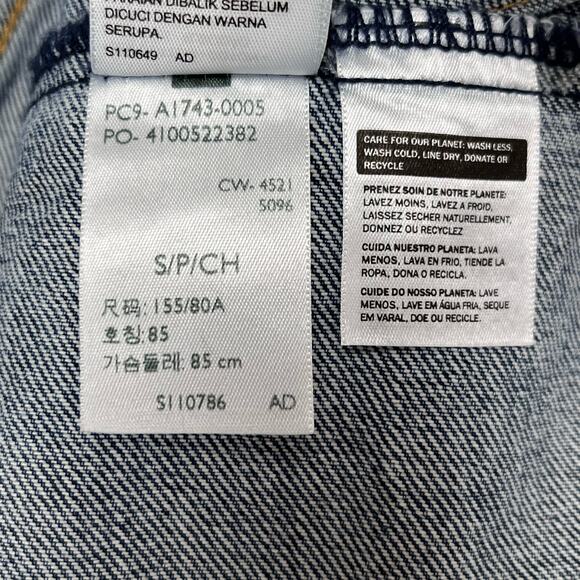 DIBALIK SEBELUM
DICUCI DENGAN WARNA
SERUPA.
S110649 AD
PC9- A1743-0005
PO- 4100522382
CW- 4521
5096
S/P/CH
尺码: 155/80A
호칭: 85
가슴둘레: 85 cm
S110786 AD
CARE FOR OUR PLANET: WASH LESS,
WASH COLD, LINE DRY, DONATE OR
RECYCLE
PRENEZ SOIN DE NOTRE PLANETE:
LAVEZ MOINS, LAVEZ A FROID,
LAISSEZ SECHER NATURELLEMENT,
DONNEZ OU RECYCLEZ
CUIDA NUESTRO PLANETA: LAVA
MENOS, LAVA EN FRIO, TIENDE LA
ROPA, DONA O RECICLA.
CUIDE DO NOSSO PLANETA: LAVE
MENOS, LAVE EM ÁGUA FRIA, SEQUE
EM VARAL, DOE OU RECICLE.